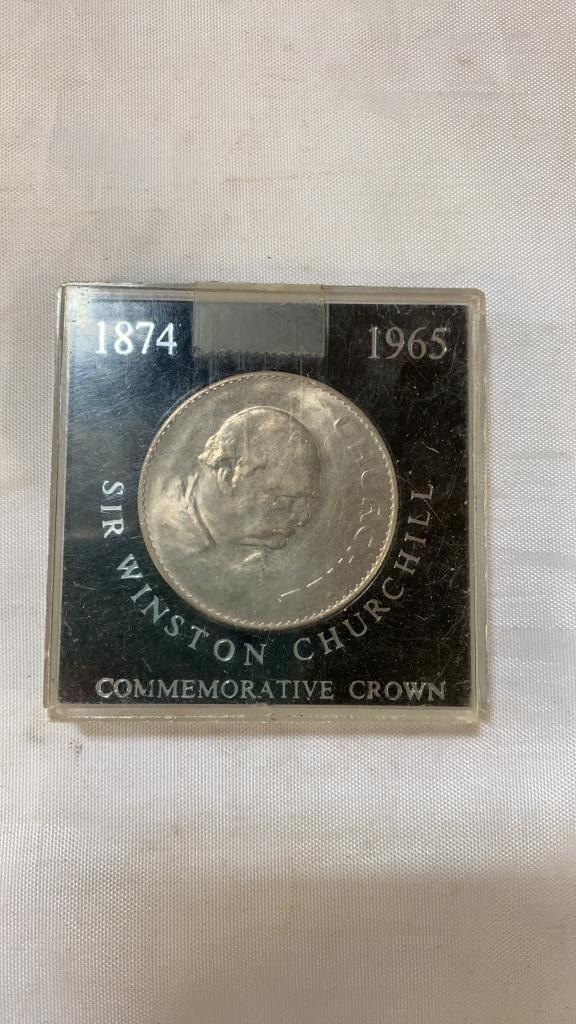 1874 1965
CHURCHILL
SIR WINSTON CHURCHILL
COMMEMORATIVE CROWN